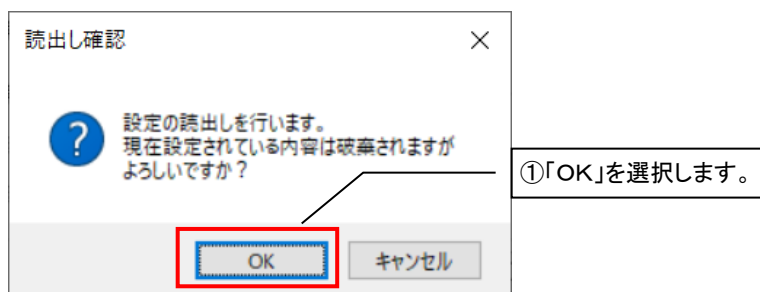 読出し確認
設定の読出しを行います。
現在設定されている内容は破棄されますが
よろしいですか？
①「OK」を選択します。
OK
キャンセル